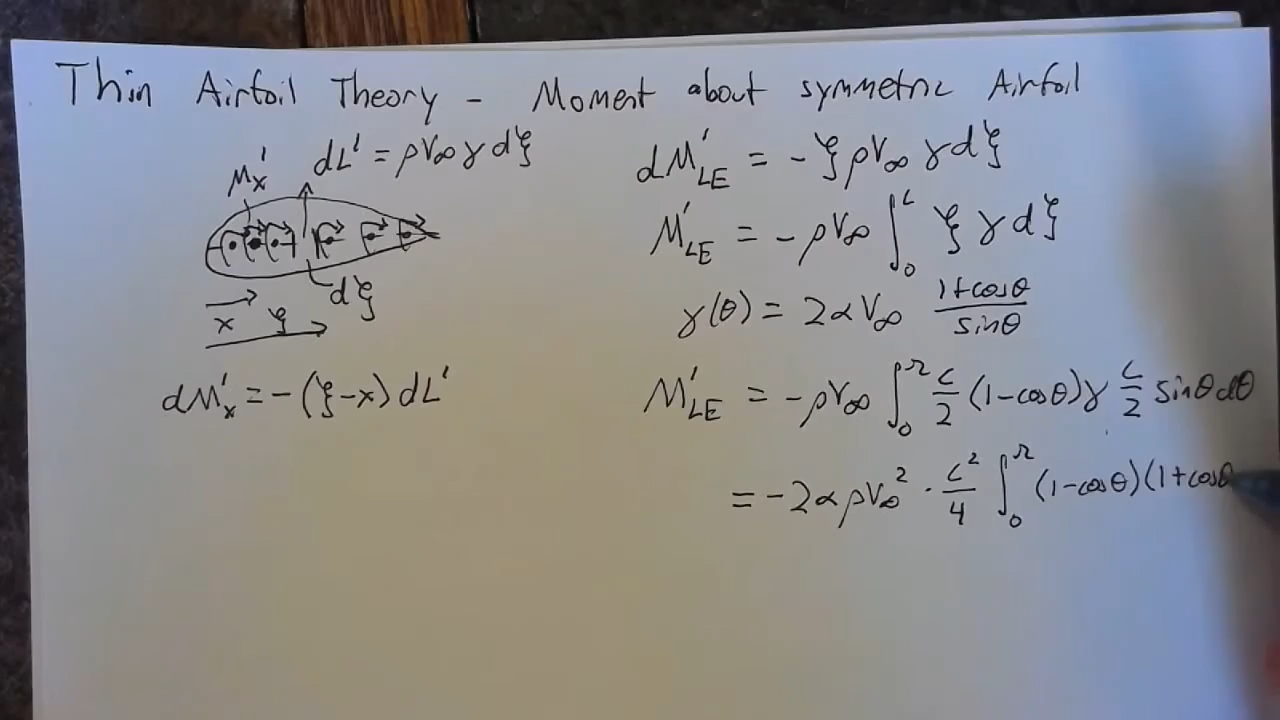 Thin Airfoil Theory - Moment about symmetric Airfoil
M'x dL' = ρV∞ γ dξ
dξ
x ξ
dM'x = -(ξ-x) dL'
dM'LE = -ξ ρV∞ γ dξ
M'LE = -ρV∞ ∫₀ᶜ ξ γ dξ
γ(θ) = 2αV∞ (1+cosθ)/(sinθ)
M'LE = -ρV∞ ∫₀^π c/2 (1-cosθ) γ c/2 sinθ dθ
= -2αρV∞² · c²/4 ∫₀^π (1-cosθ)(1+cosθ